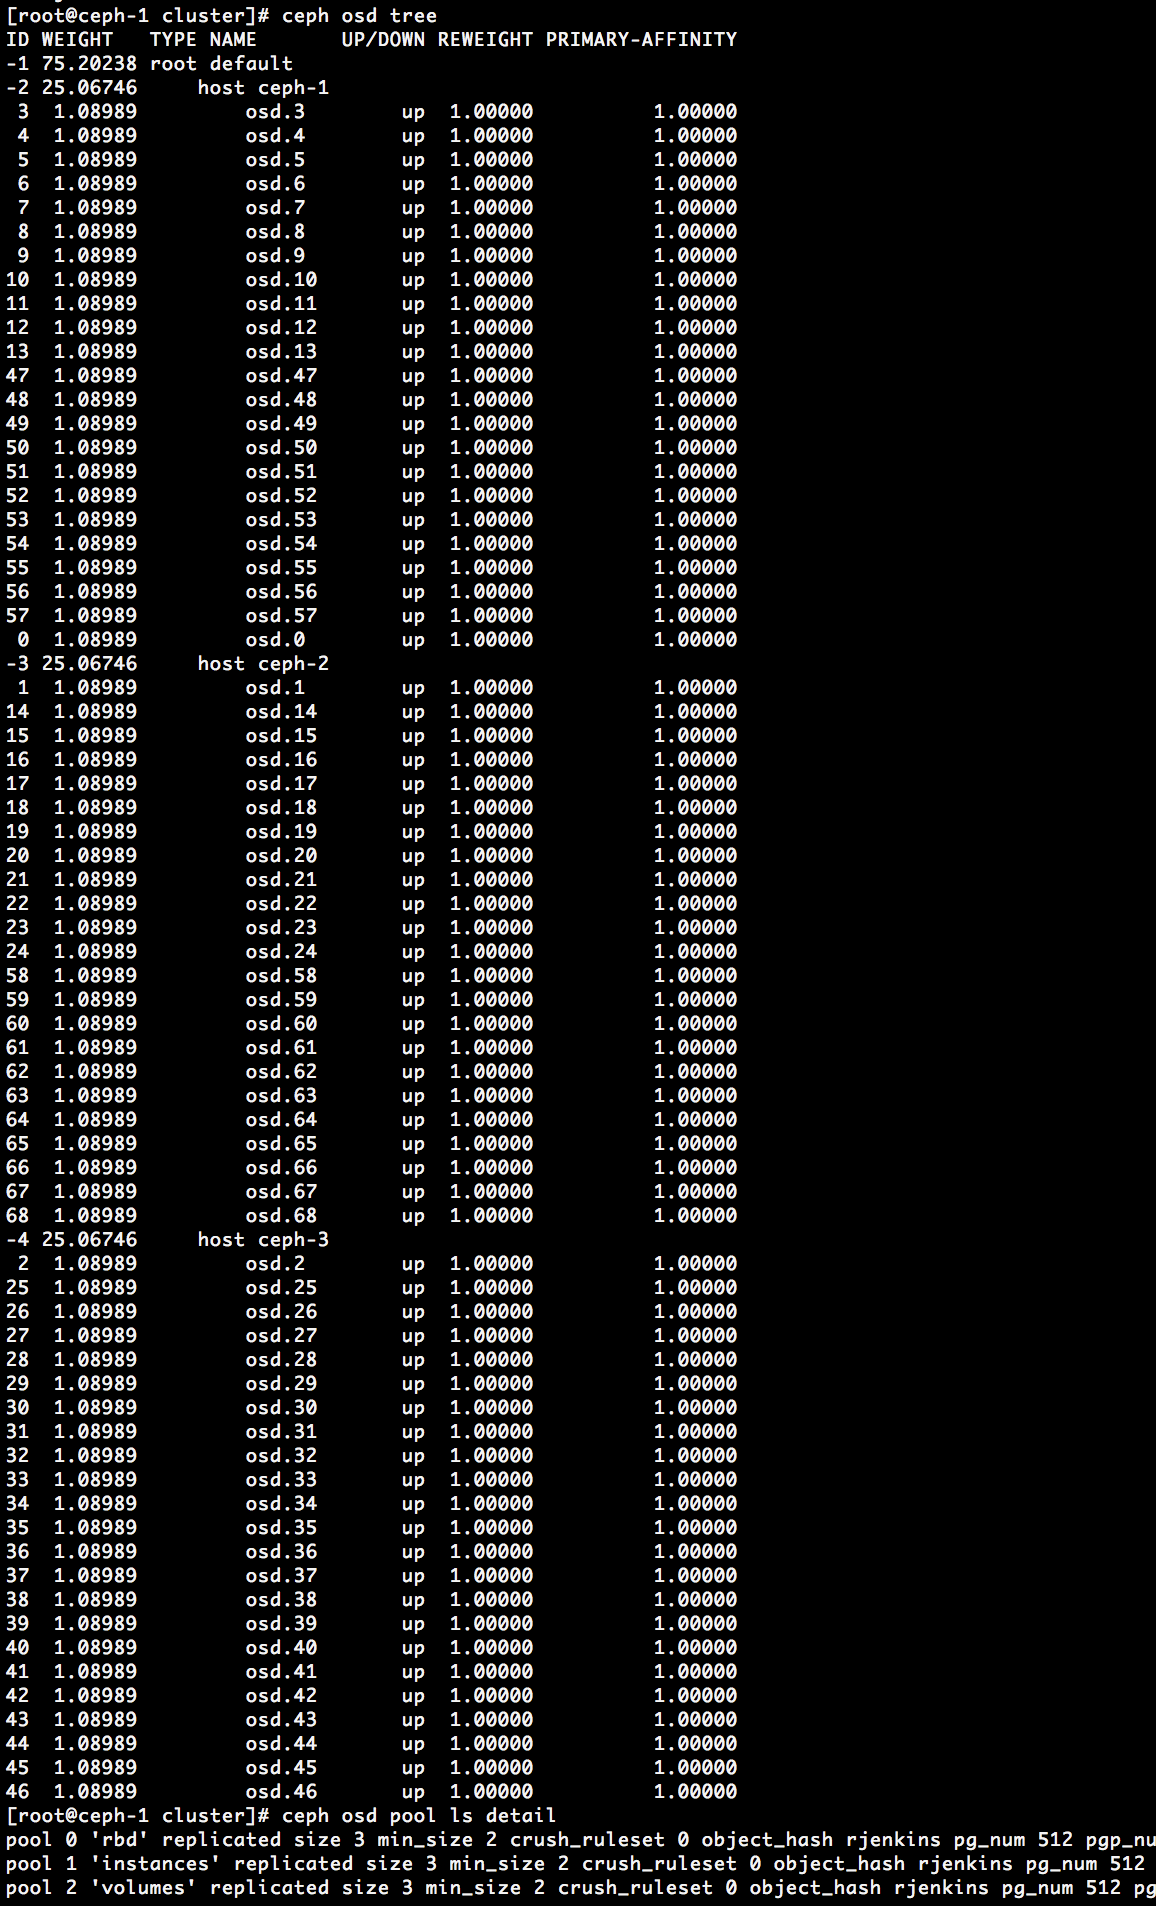 [root@ceph-1 cluster]# ceph osd tree
ID WEIGHT   TYPE NAME       UP/DOWN REWEIGHT PRIMARY-AFFINITY
-1 75.20238 root default
-2 25.06746     host ceph-1
 3  1.08989         osd.3        up  1.00000          1.00000
 4  1.08989         osd.4        up  1.00000          1.00000
 5  1.08989         osd.5        up  1.00000          1.00000
 6  1.08989         osd.6        up  1.00000          1.00000
 7  1.08989         osd.7        up  1.00000          1.00000
 8  1.08989         osd.8        up  1.00000          1.00000
 9  1.08989         osd.9        up  1.00000          1.00000
10  1.08989         osd.10       up  1.00000          1.00000
11  1.08989         osd.11       up  1.00000          1.00000
12  1.08989         osd.12       up  1.00000          1.00000
13  1.08989         osd.13       up  1.00000          1.00000
47  1.08989         osd.47       up  1.00000          1.00000
48  1.08989         osd.48       up  1.00000          1.00000
49  1.08989         osd.49       up  1.00000          1.00000
50  1.08989         osd.50       up  1.00000          1.00000
51  1.08989         osd.51       up  1.00000          1.00000
52  1.08989         osd.52       up  1.00000          1.00000
53  1.08989         osd.53       up  1.00000          1.00000
54  1.08989         osd.54       up  1.00000          1.00000
55  1.08989         osd.55       up  1.00000          1.00000
56  1.08989         osd.56       up  1.00000          1.00000
57  1.08989         osd.57       up  1.00000          1.00000
 0  1.08989         osd.0        up  1.00000          1.00000
-3 25.06746     host ceph-2
 1  1.08989         osd.1        up  1.00000          1.00000
14  1.08989         osd.14       up  1.00000          1.00000
15  1.08989         osd.15       up  1.00000          1.00000
16  1.08989         osd.16       up  1.00000          1.00000
17  1.08989         osd.17       up  1.00000          1.00000
18  1.08989         osd.18       up  1.00000          1.00000
19  1.08989         osd.19       up  1.00000          1.00000
20  1.08989         osd.20       up  1.00000          1.00000
21  1.08989         osd.21       up  1.00000          1.00000
22  1.08989         osd.22       up  1.00000          1.00000
23  1.08989         osd.23       up  1.00000          1.00000
24  1.08989         osd.24       up  1.00000          1.00000
58  1.08989         osd.58       up  1.00000          1.00000
59  1.08989         osd.59       up  1.00000          1.00000
60  1.08989         osd.60       up  1.00000          1.00000
61  1.08989         osd.61       up  1.00000          1.00000
62  1.08989         osd.62       up  1.00000          1.00000
63  1.08989         osd.63       up  1.00000          1.00000
64  1.08989         osd.64       up  1.00000          1.00000
65  1.08989         osd.65       up  1.00000          1.00000
66  1.08989         osd.66       up  1.00000          1.00000
67  1.08989         osd.67       up  1.00000          1.00000
68  1.08989         osd.68       up  1.00000          1.00000
-4 25.06746     host ceph-3
 2  1.08989         osd.2        up  1.00000          1.00000
25  1.08989         osd.25       up  1.00000          1.00000
26  1.08989         osd.26       up  1.00000          1.00000
27  1.08989         osd.27       up  1.00000          1.00000
28  1.08989         osd.28       up  1.00000          1.00000
29  1.08989         osd.29       up  1.00000          1.00000
30  1.08989         osd.30       up  1.00000          1.00000
31  1.08989         osd.31       up  1.00000          1.00000
32  1.08989         osd.32       up  1.00000          1.00000
33  1.08989         osd.33       up  1.00000          1.00000
34  1.08989         osd.34       up  1.00000          1.00000
35  1.08989         osd.35       up  1.00000          1.00000
36  1.08989         osd.36       up  1.00000          1.00000
37  1.08989         osd.37       up  1.00000          1.00000
38  1.08989         osd.38       up  1.00000          1.00000
39  1.08989         osd.39       up  1.00000          1.00000
40  1.08989         osd.40       up  1.00000          1.00000
41  1.08989         osd.41       up  1.00000          1.00000
42  1.08989         osd.42       up  1.00000          1.00000
43  1.08989         osd.43       up  1.00000          1.00000
44  1.08989         osd.44       up  1.00000          1.00000
45  1.08989         osd.45       up  1.00000          1.00000
46  1.08989         osd.46       up  1.00000          1.00000
[root@ceph-1 cluster]# ceph osd pool ls detail
pool 0 'rbd' replicated size 3 min_size 2 crush_ruleset 0 object_hash rjenkins pg_num 512 pgp_nu
pool 1 'instances' replicated size 3 min_size 2 crush_ruleset 0 object_hash rjenkins pg_num 512
pool 2 'volumes' replicated size 3 min_size 2 crush_ruleset 0 object_hash rjenkins pg_num 512 pg